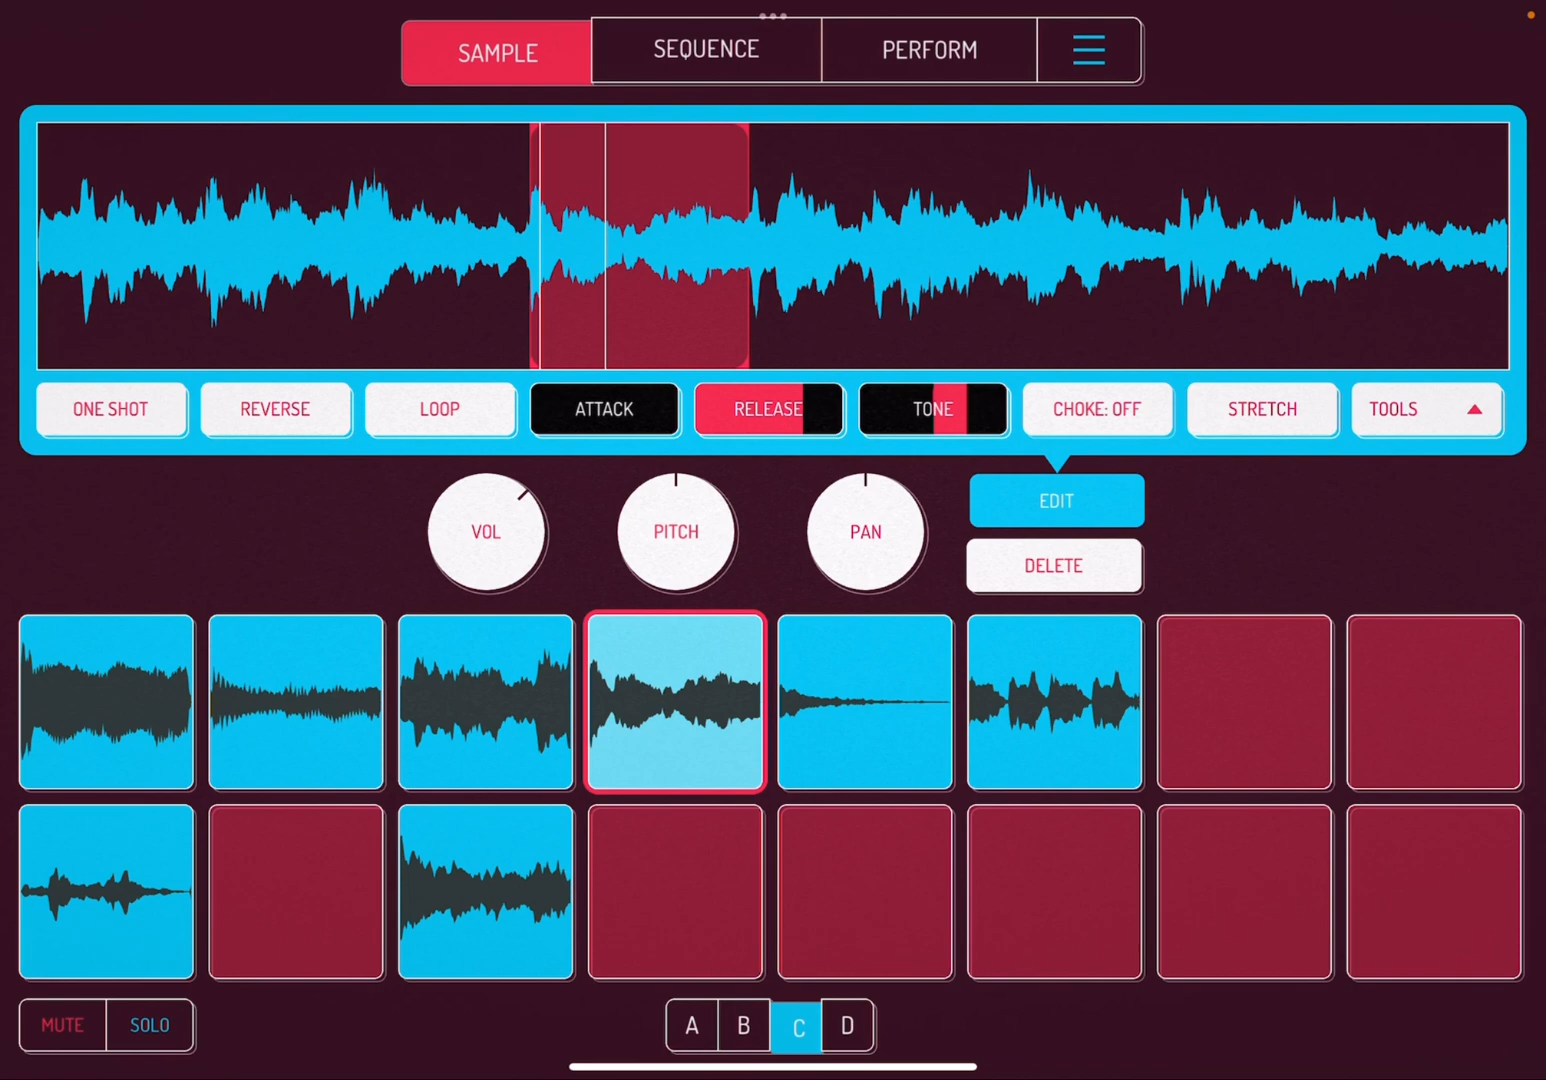 SAMPLE SEQUENCE PERFORM
ONE SHOT REVERSE LOOP ATTACK RELEASE TONE CHOKE: OFF STRETCH TOOLS
VOL PITCH PAN EDIT
DELETE
MUTE SOLO A B C D